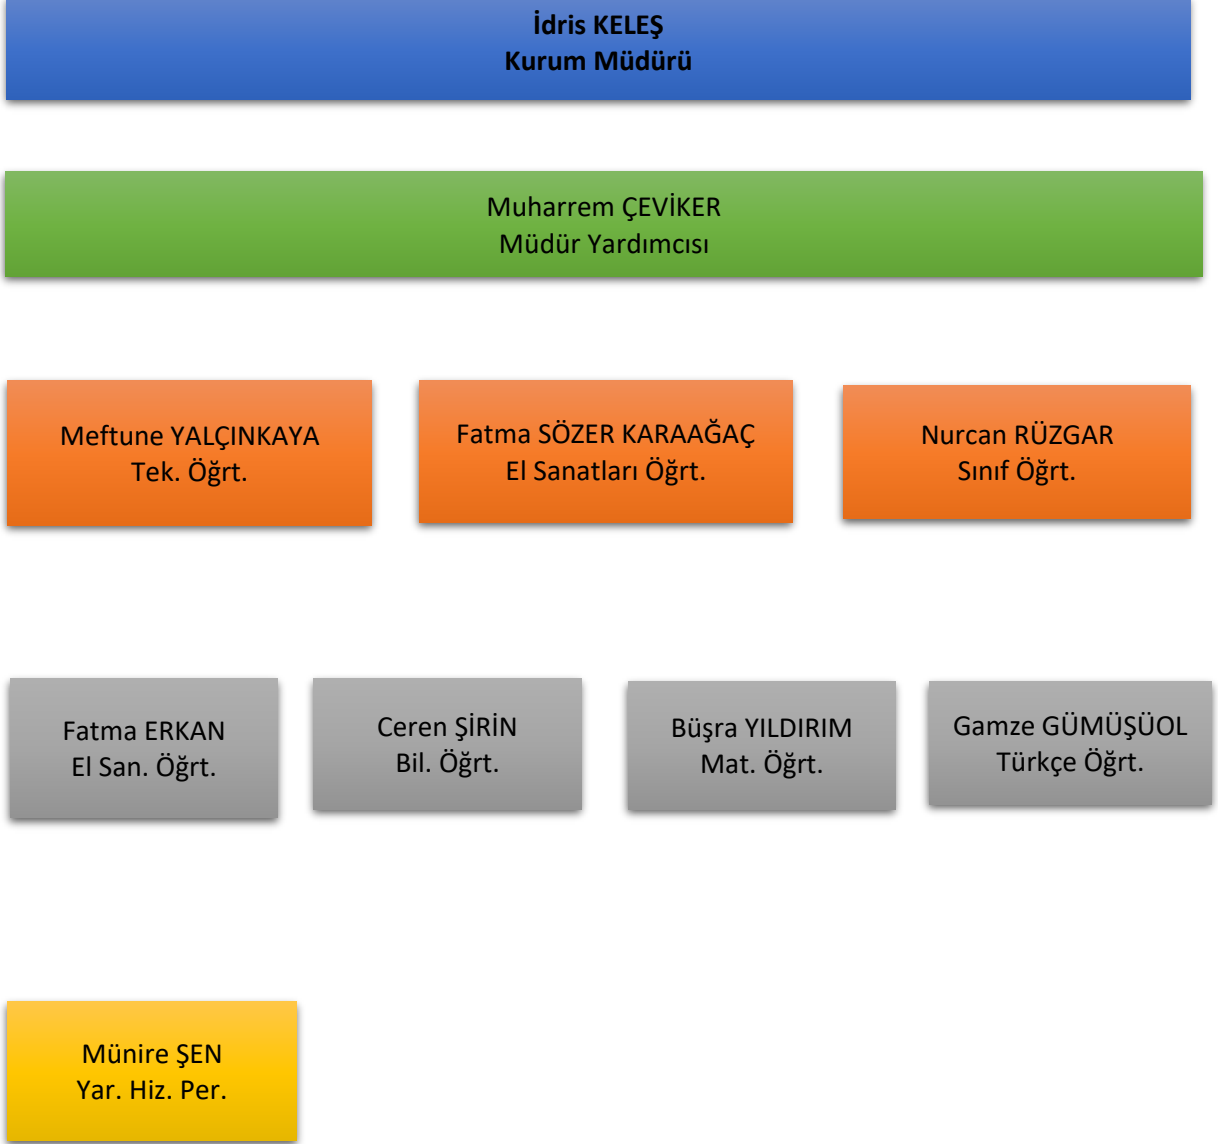 İdris KELEŞ
Kurum Müdürü
Muharrem ÇEVİKER
Müdür Yardımcısı
Meftune YALÇINKAYA
Tek. Öğrt.
Fatma SÖZER KARAAĞAÇ
El Sanatları Öğrt.
Nurcan RÜZGAR
Sınıf Öğrt.
Fatma ERKAN
El San. Öğrt.
Ceren ŞİRİN
Bil. Öğrt.
Büşra YILDIRIM
Mat. Öğrt.
Gamze GÜMÜŞÜOL
Türkçe Öğrt.
Münire ŞEN
Yar. Hiz. Per.